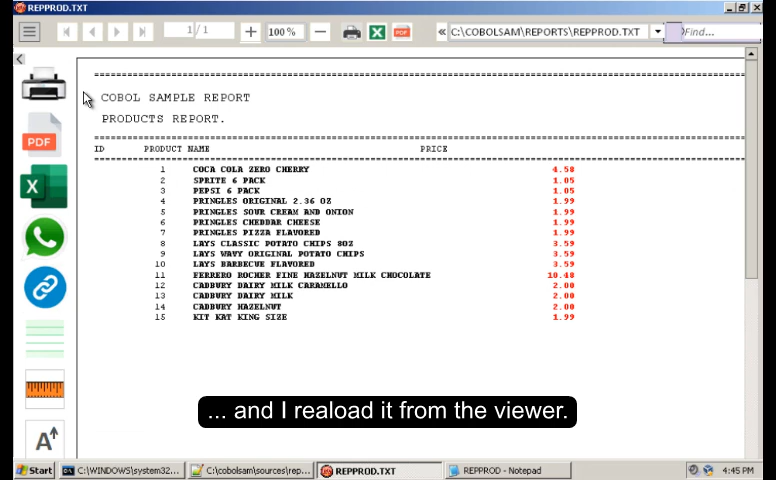 REPPROD.TXT
1/1
100%
PDF
« C:\COBOLSAM\REPORTS\REPPROD.TXT
Find...
COBOL SAMPLE REPORT
PRODUCTS REPORT.
ID PRODUCT NAME PRICE
1 COCA COLA ZERO CHERRY 4.58
2 SPRITE 6 PACK 1.05
3 PEPSI 6 PACK 1.05
4 PRINGLES ORIGINAL 2.36 OZ 1.99
5 PRINGLES SOUR CREAM AND ONION 1.99
6 PRINGLES CHEDDAR CHEESE 1.99
7 PRINGLES PIZZA FLAVORED 1.99
8 LAYS CLASSIC POTATO CHIPS 8OZ 3.59
9 LAYS WAVY ORIGINAL POTATO CHIPS 3.59
10 LAYS BARBECUE FLAVORED 3.59
11 FERRERO ROCHER FINE HAZELNUT MILK CHOCOLATE 10.48
12 CADBURY DAIRY MILK CARAMELLO 2.00
13 CADBURY DAIRY MILK 2.00
14 CADBURY HAZELNUT 2.00
15 KIT KAT KING SIZE 1.99
PDF
X
A
... and I reaload it from the viewer.
Start
C:\WINDOWS\system32...
C:\cobolsam\sources\rep...
REPPROD.TXT
REPPROD - Notepad
4:45 PM